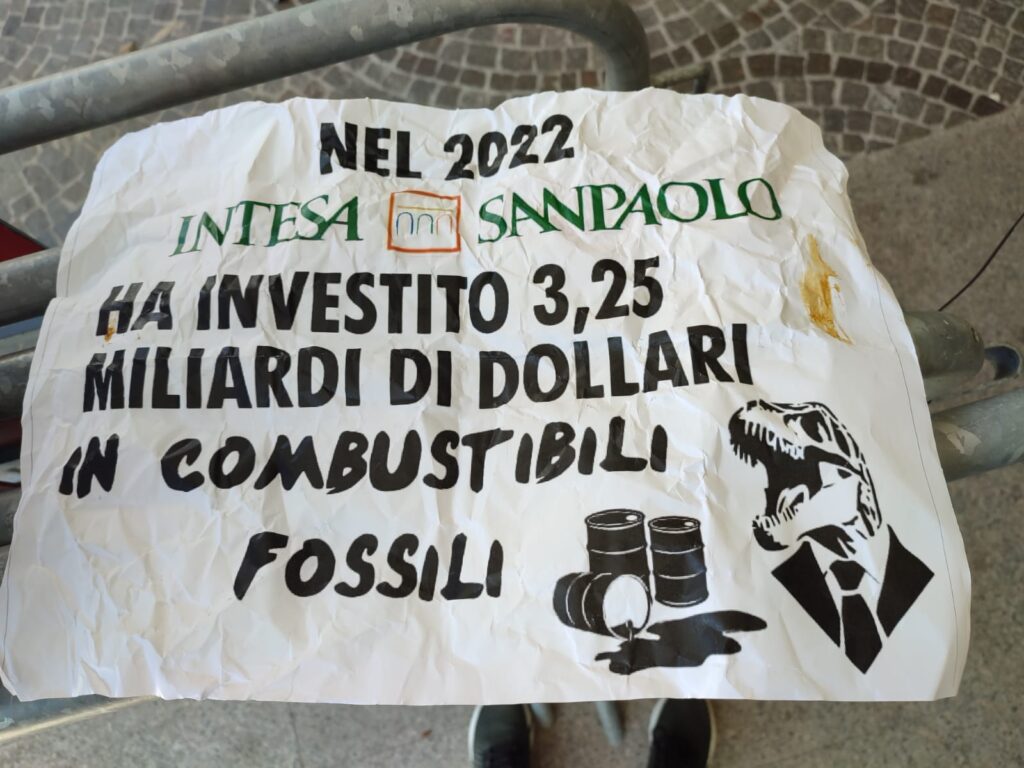 NEL 2022
INTESA SANPAOLO
HA INVESTITO 3,25
MILIARDI DI DOLLARI
IN COMBUSTIBILI
FOSSILI